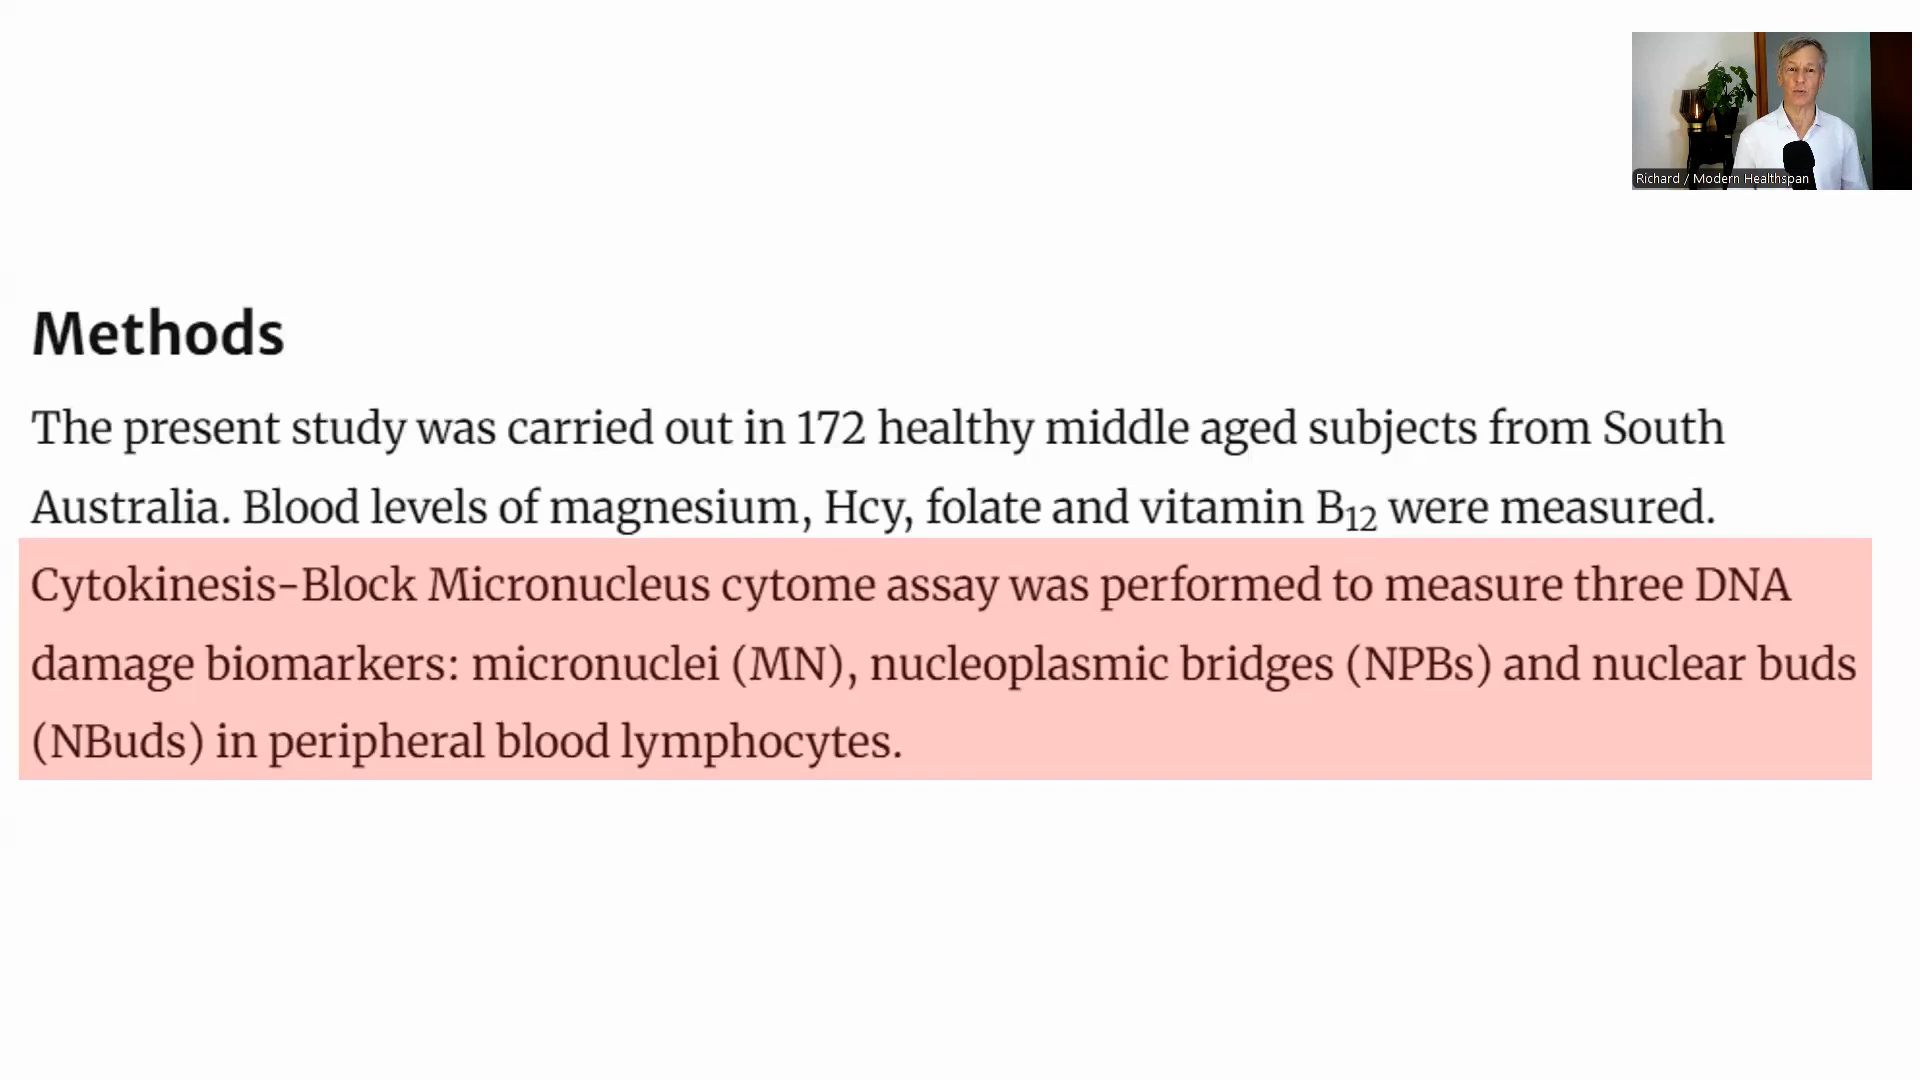 Richard / Modern Healthspan
Methods
The present study was carried out in 172 healthy middle aged subjects from South
Australia. Blood levels of magnesium, Hcy, folate and vitamin B₁₂ were measured.
Cytokinesis-Block Micronucleus cytome assay was performed to measure three DNA
damage biomarkers: micronuclei (MN), nucleoplasmic bridges (NPBs) and nuclear buds
(NBuds) in peripheral blood lymphocytes.